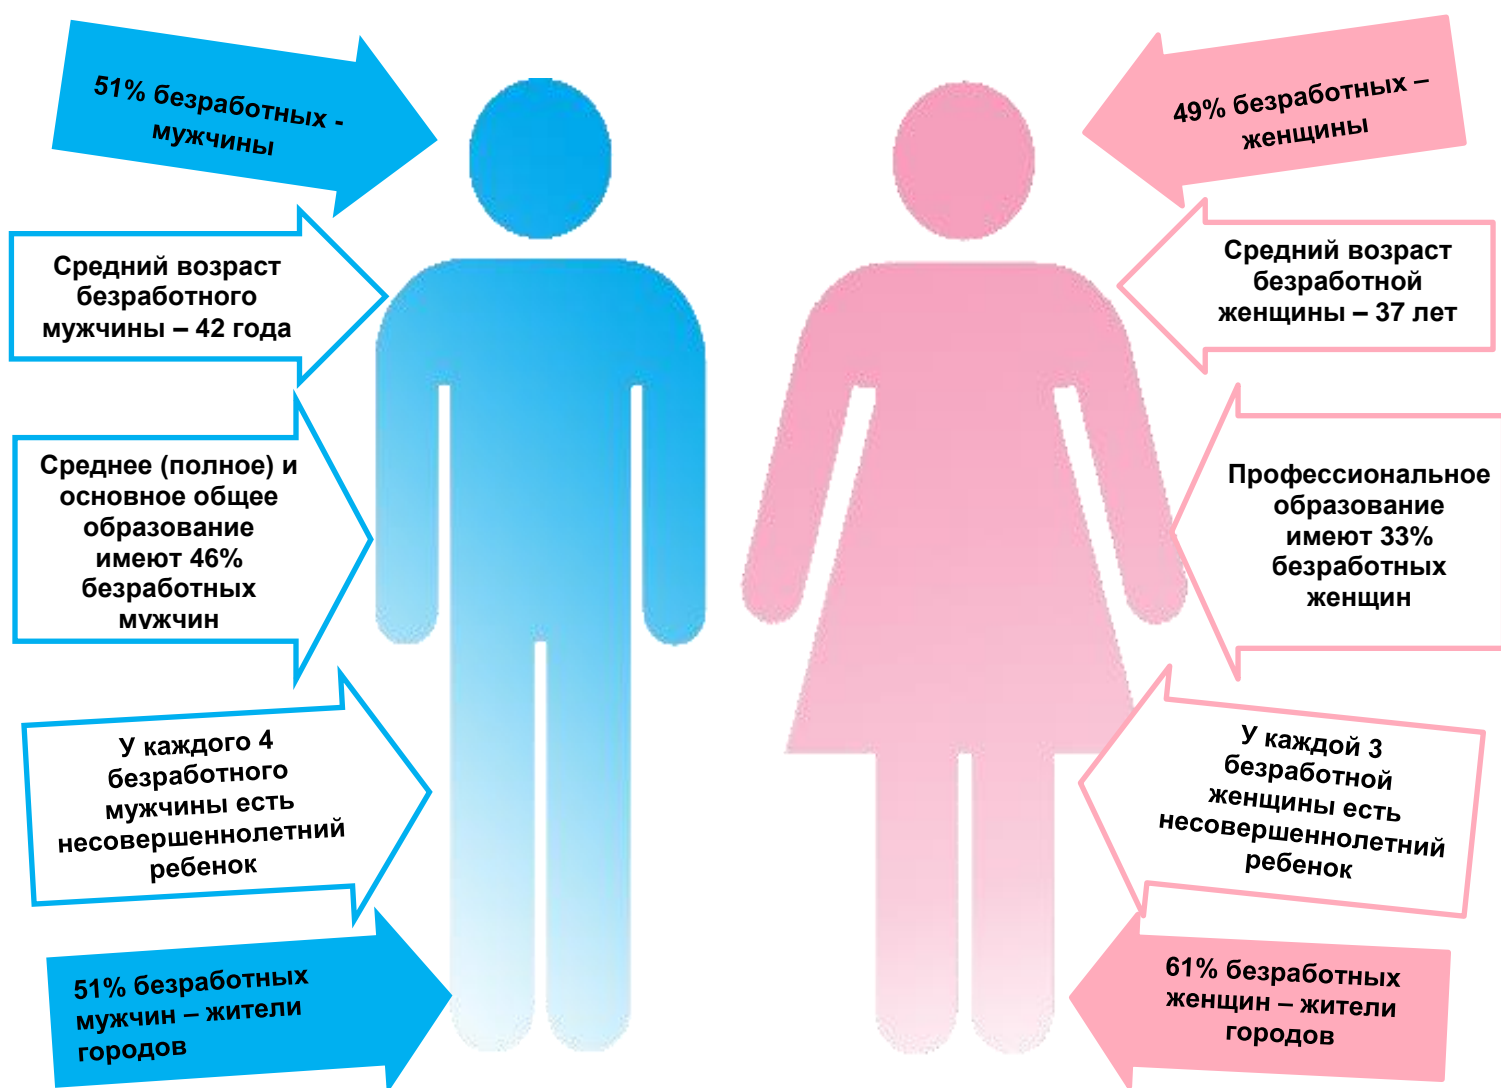 51% безработных -
мужчины
49% безработных –
женщины
Средний возраст
безработного
мужчины – 42 года
Средний возраст
безработной
женщины – 37 лет
Среднее (полное) и
основное общее
образование
имеют 46%
безработных
мужчин
Профессиональное
образование
имеют 33%
безработных
женщин
У каждого 4
безработного
мужчины есть
несовершеннолетний
ребенок
У каждой 3
безработной
женщины есть
несовершеннолетний
ребенок
51% безработных
мужчин – жители
городов
61% безработных
женщин – жители
городов